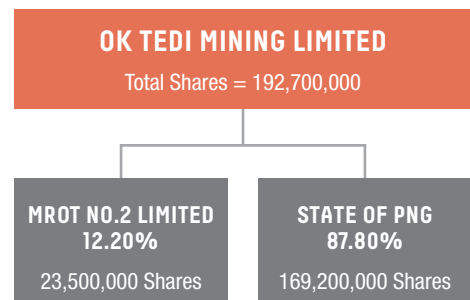 OK TEDI MINING LIMITED
Total Shares = 192,700,000
MROT NO.2 LIMITED
12.20%
23,500,000 Shares
STATE OF PNG
87.80%
169,200,000 Shares